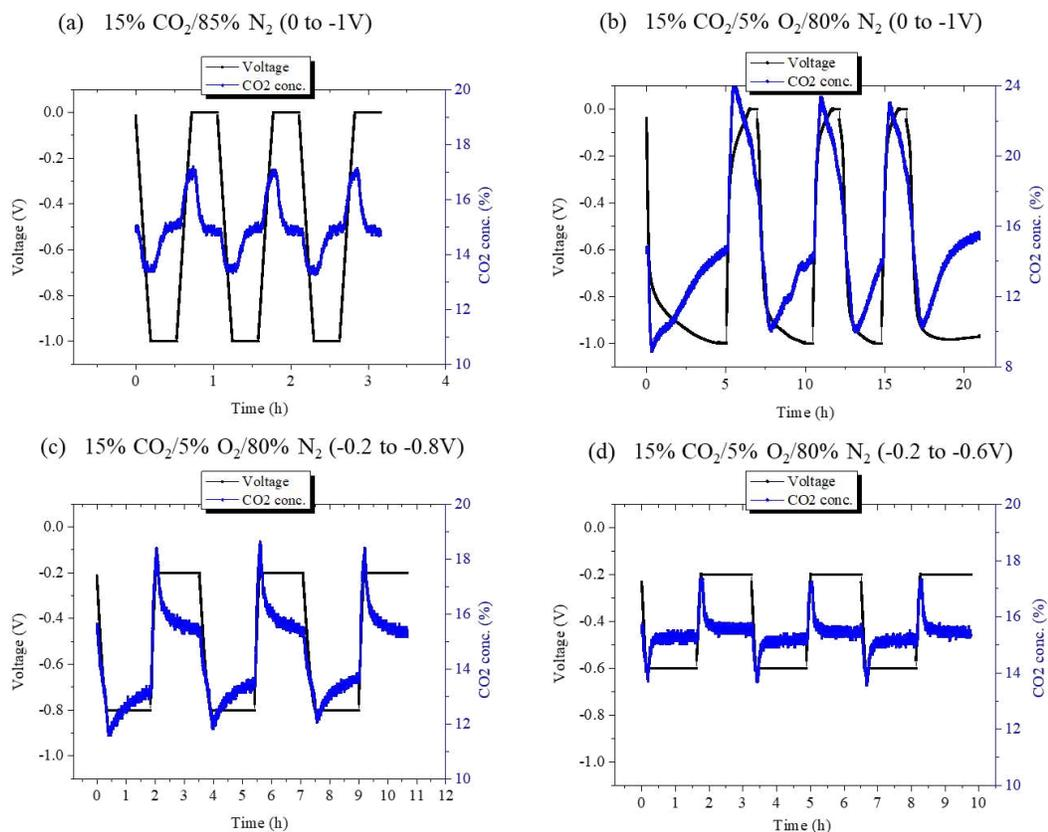 (a) 15% CO₂/85% N₂ (0 to -1V)
Voltage
CO2 conc.
0.0
-0.2
-0.4
-0.6
-0.8
-1.0
Voltage (V)
20
18
16
14
12
10
CO2 conc. (%)
0 1 2 3 4
Time (h)
(b) 15% CO₂/5% O₂/80% N₂ (0 to -1V)
Voltage
CO2 conc.
0.0
-0.2
-0.4
-0.6
-0.8
-1.0
Voltage (V)
24
20
16
12
8
CO2 conc. (%)
0 5 10 15 20
Time (h)
(c) 15% CO₂/5% O₂/80% N₂ (-0.2 to -0.8V)
Voltage
CO2 conc.
0.0
-0.2
-0.4
-0.6
-0.8
-1.0
Voltage (V)
20
18
16
14
12
10
CO2 conc. (%)
0 1 2 3 4 5 6 7 8 9 10 11 12
Time (h)
(d) 15% CO₂/5% O₂/80% N₂ (-0.2 to -0.6V)
Voltage
CO2 conc.
0.0
-0.2
-0.4
-0.6
-0.8
-1.0
Voltage (V)
20
18
16
14
12
10
CO2 conc. (%)
0 1 2 3 4 5 6 7 8 9 10
Time (h)